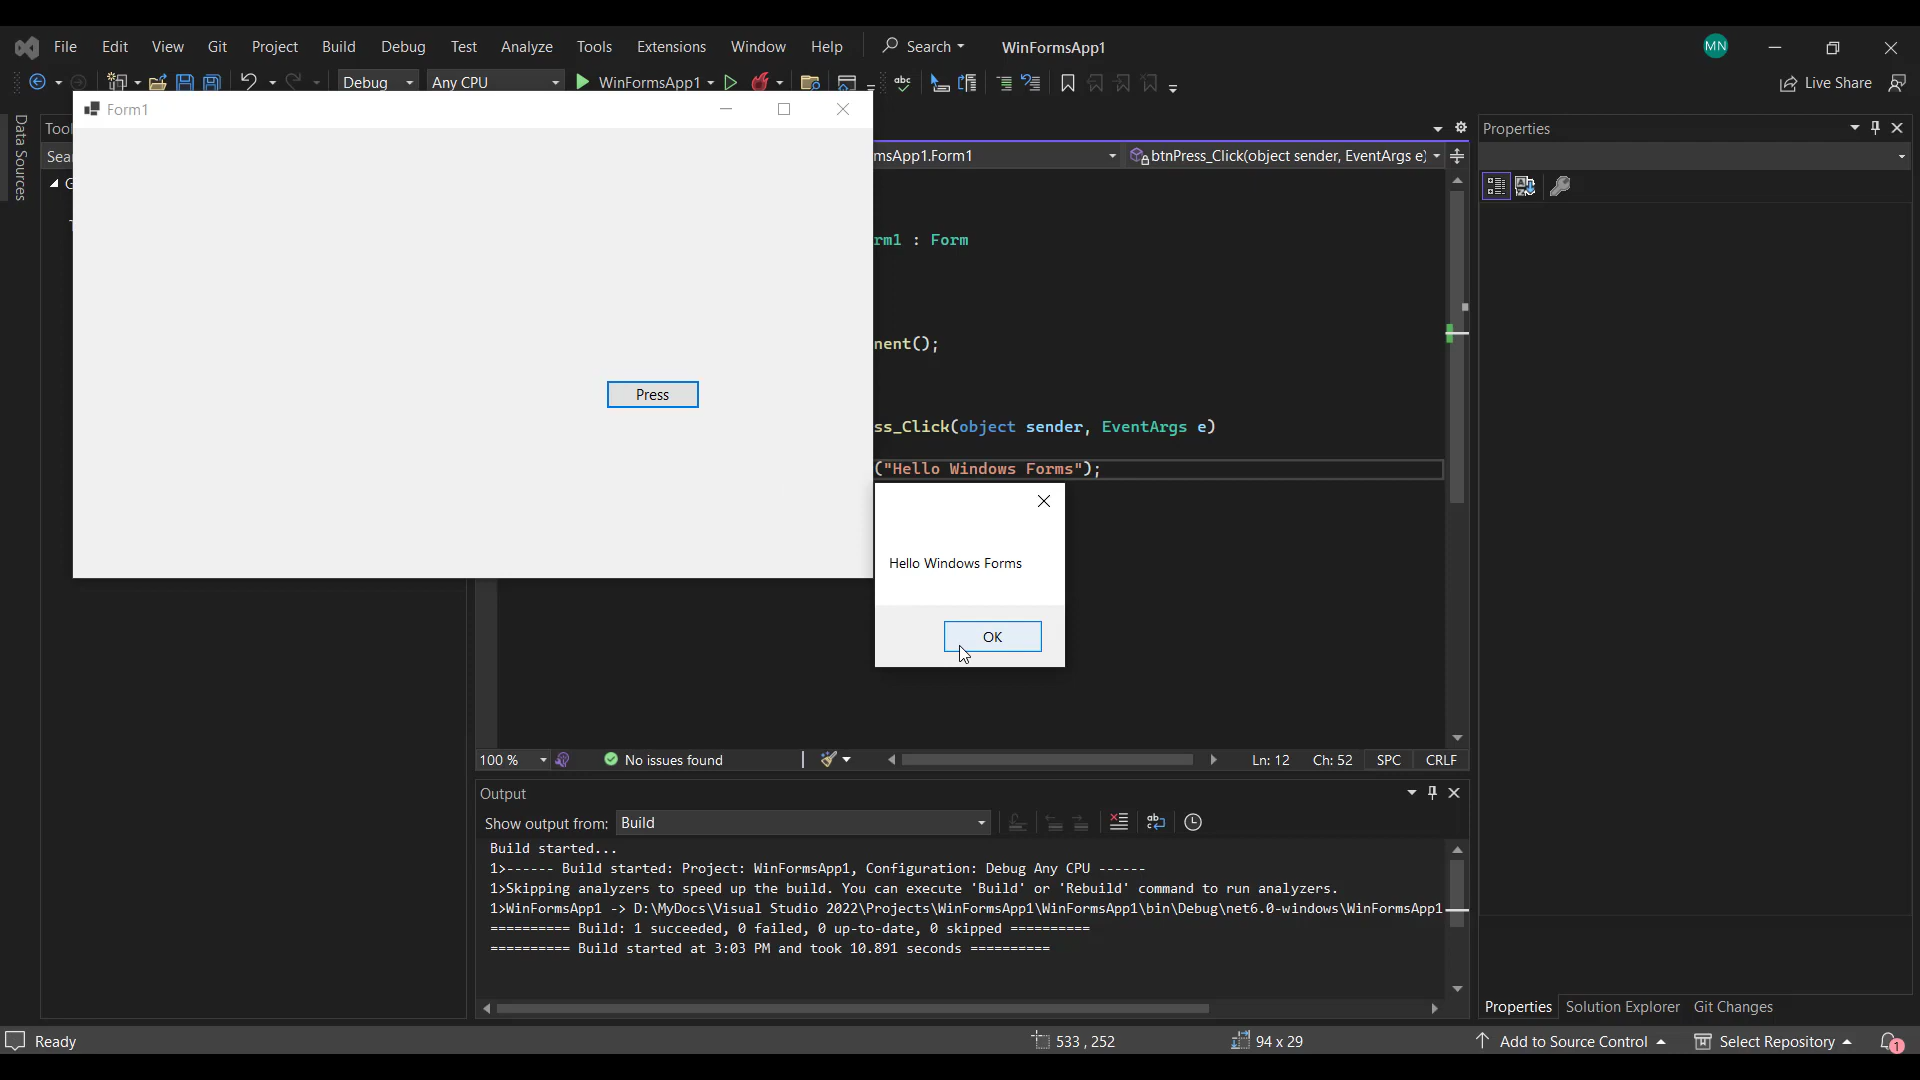 File Edit View Git Project Build Debug Test Analyze Tools Extensions Window Help Search WinFormsApp1 MN
Debug Any CPU WinFormsApp1 Live Share
Form1
Data Sources
Properties
msApp1.Form1 btnPress_Click(object sender, EventArgs e)
rm1 : Form
nent();
Press
ss_Click(object sender, EventArgs e)
("Hello Windows Forms");
Hello Windows Forms
OK
100 % No issues found Ln: 12 Ch: 52 SPC CRLF
Output
Show output from: Build
Build started...
1>------ Build started: Project: WinFormsApp1, Configuration: Debug Any CPU ------
1>Skipping analyzers to speed up the build. You can execute 'Build' or 'Rebuild' command to run analyzers.
1>WinFormsApp1 -> D:\MyDocs\Visual Studio 2022\Projects\WinFormsApp1\WinFormsApp1\bin\Debug\net6.0-windows\WinFormsApp1
========== Build: 1 succeeded, 0 failed, 0 up-to-date, 0 skipped ==========
========== Build started at 3:03 PM and took 10.891 seconds ==========
Properties Solution Explorer Git Changes
Ready 533 , 252 94 x 29 Add to Source Control Select Repository 1